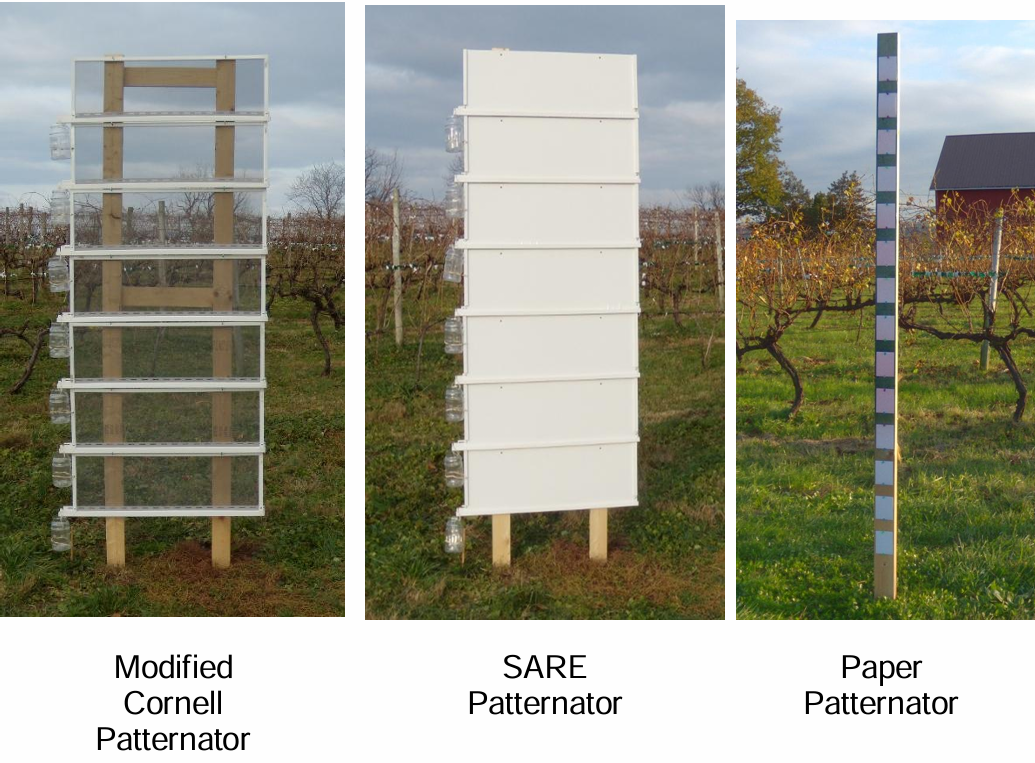 Modified
Cornell
Patternator
SARE
Patternator
Paper
Patternator